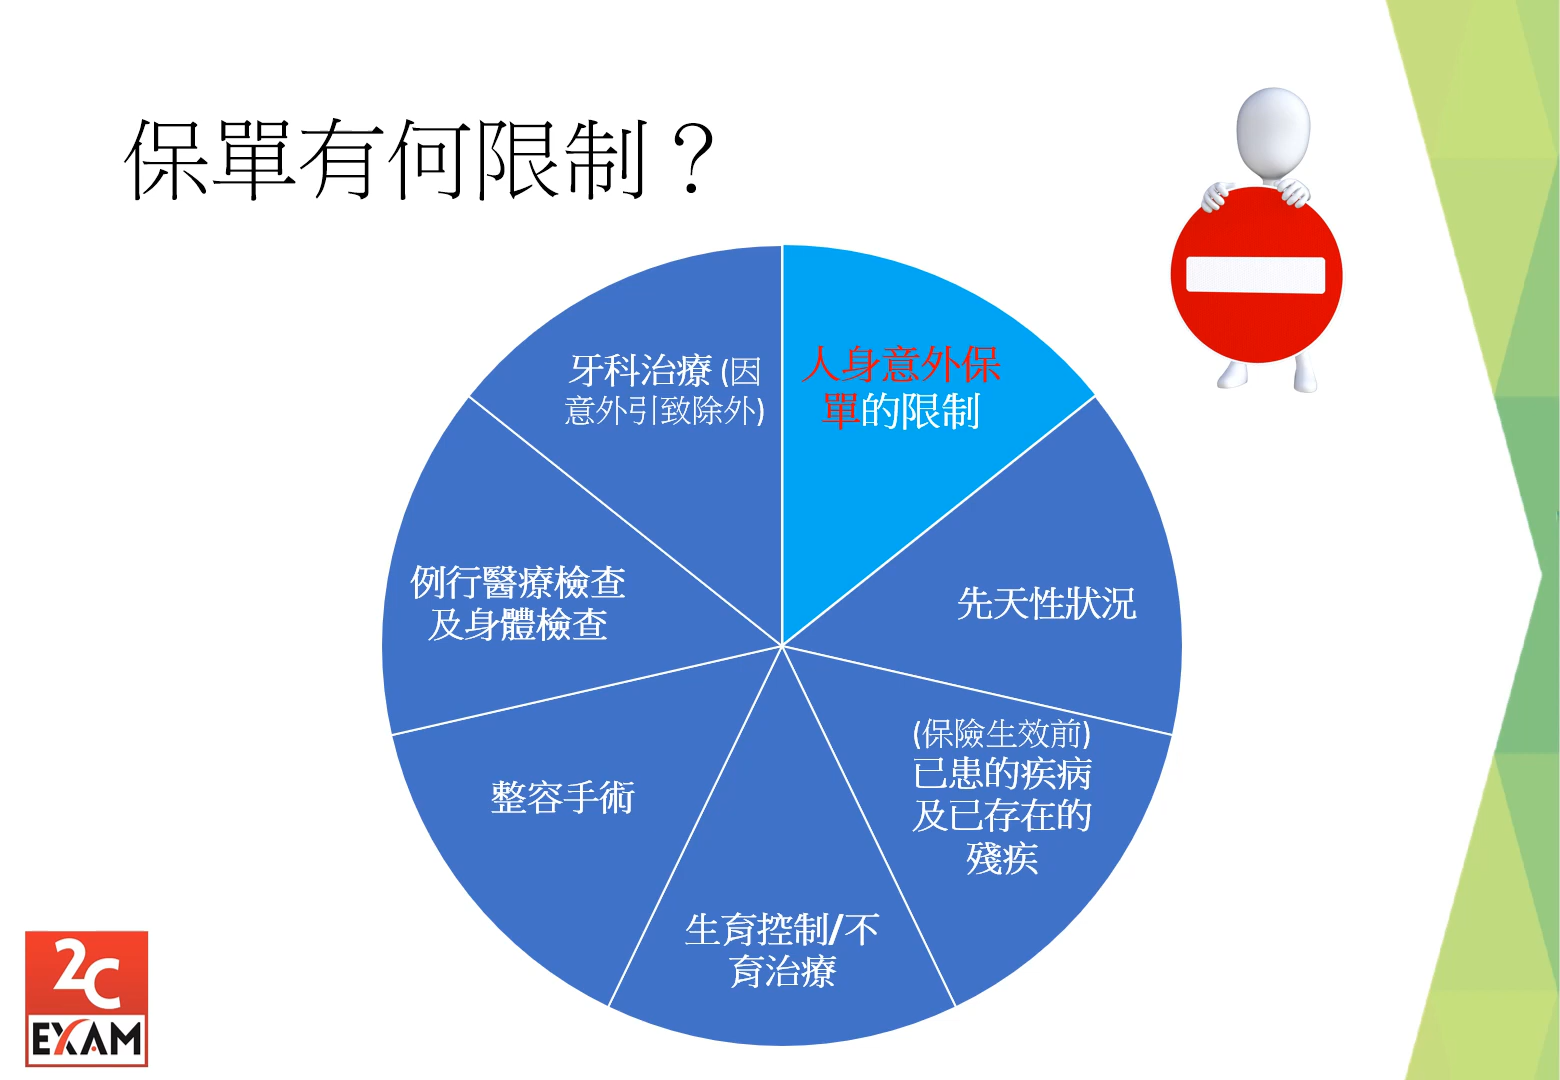 保單有何限制？
人身意外保
單的限制
先天性狀況
(保險生效前)
已患的疾病
及已存在的
殘疾
生育控制/不
育治療
整容手術
例行醫療檢查
及身體檢查
牙科治療 (因
意外引致除外)
2C
EXAM